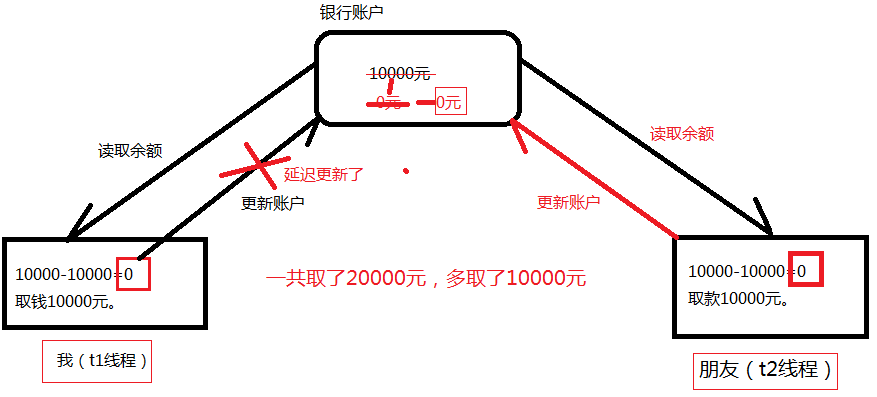 银行账户
10000元
0元
0元
读取余额
读取余额
延迟更新了
更新账户
更新账户
10000-10000=0
取钱10000元。
一共取了20000元，多取了10000元
10000-10000=0
取款10000元。
我（t1线程）
朋友（t2线程）